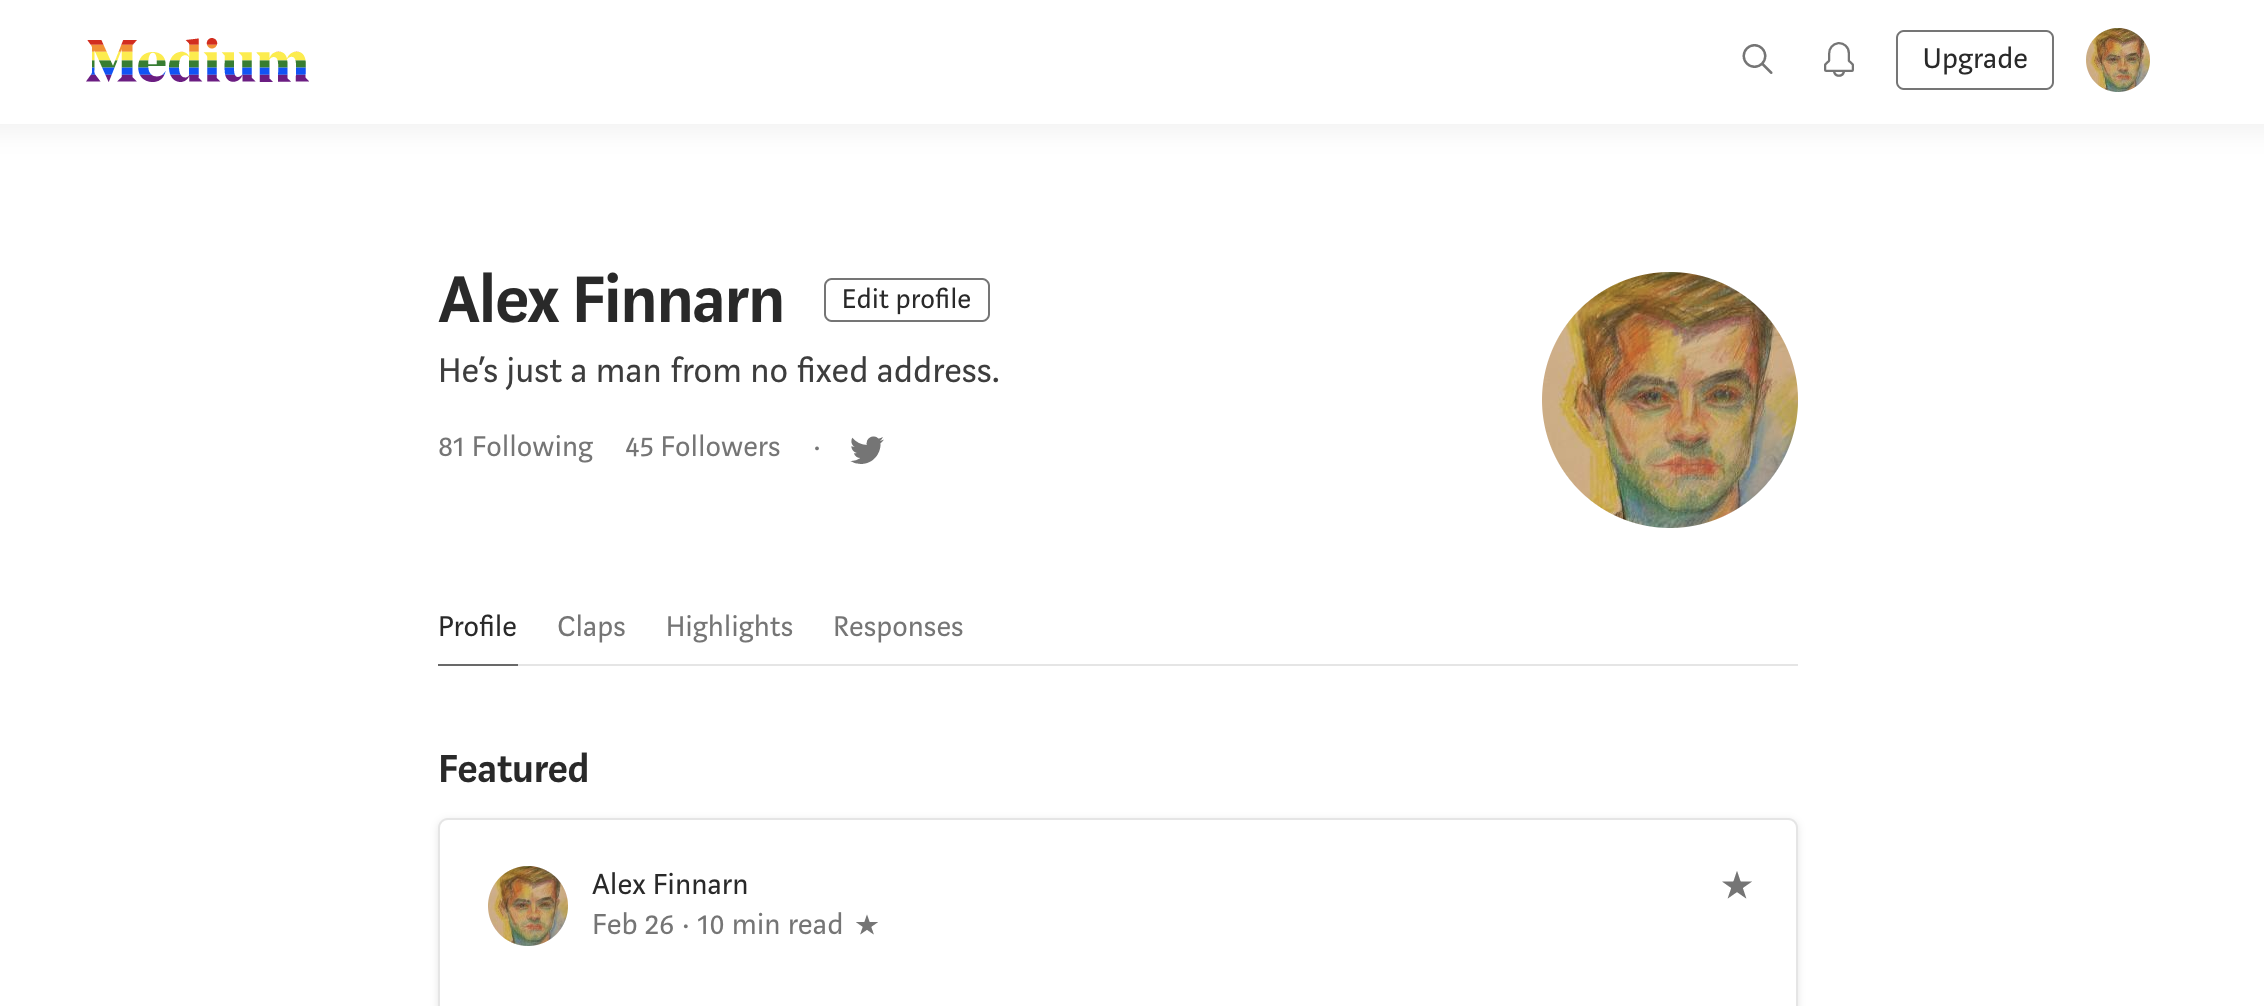 Medium
Upgrade
Alex Finnarn
Edit profile
He’s just a man from no fixed address.
81 Following 45 Followers ·
Profile Claps Highlights Responses
Featured
Alex Finnarn
Feb 26 · 10 min read ★